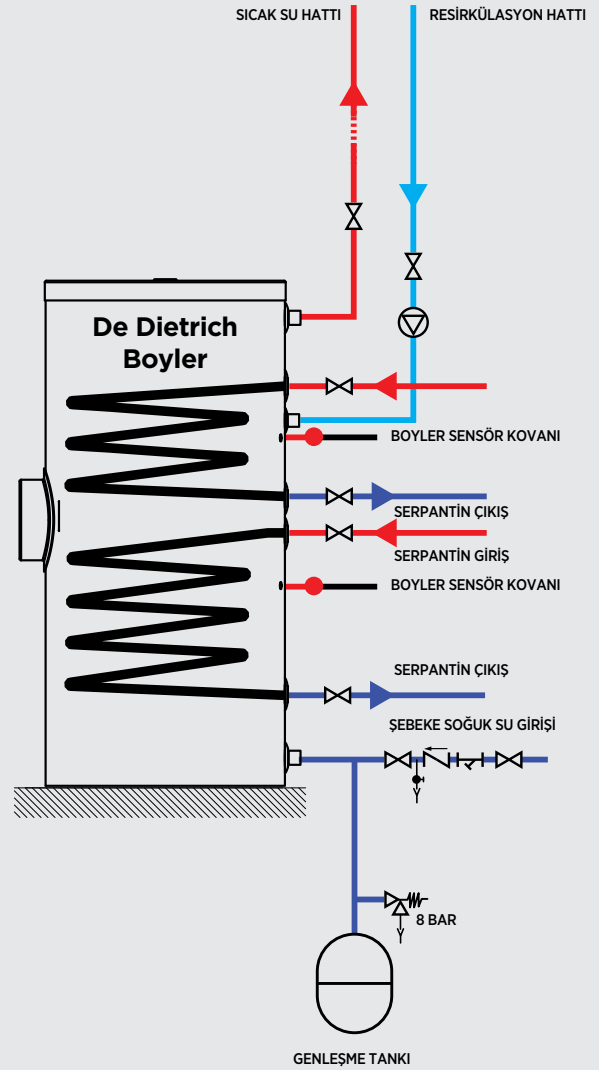 SICAK SU HATTI
RESİRKÜLASYON HATTI
De Dietrich
Boyler
BOYLER SENSÖR KOVANI
SERPANTİN ÇIKIŞ
SERPANTİN GİRİŞ
BOYLER SENSÖR KOVANI
SERPANTİN ÇIKIŞ
ŞEBEKE SOĞUK SU GİRİŞİ
8 BAR
GENLEŞME TANKI